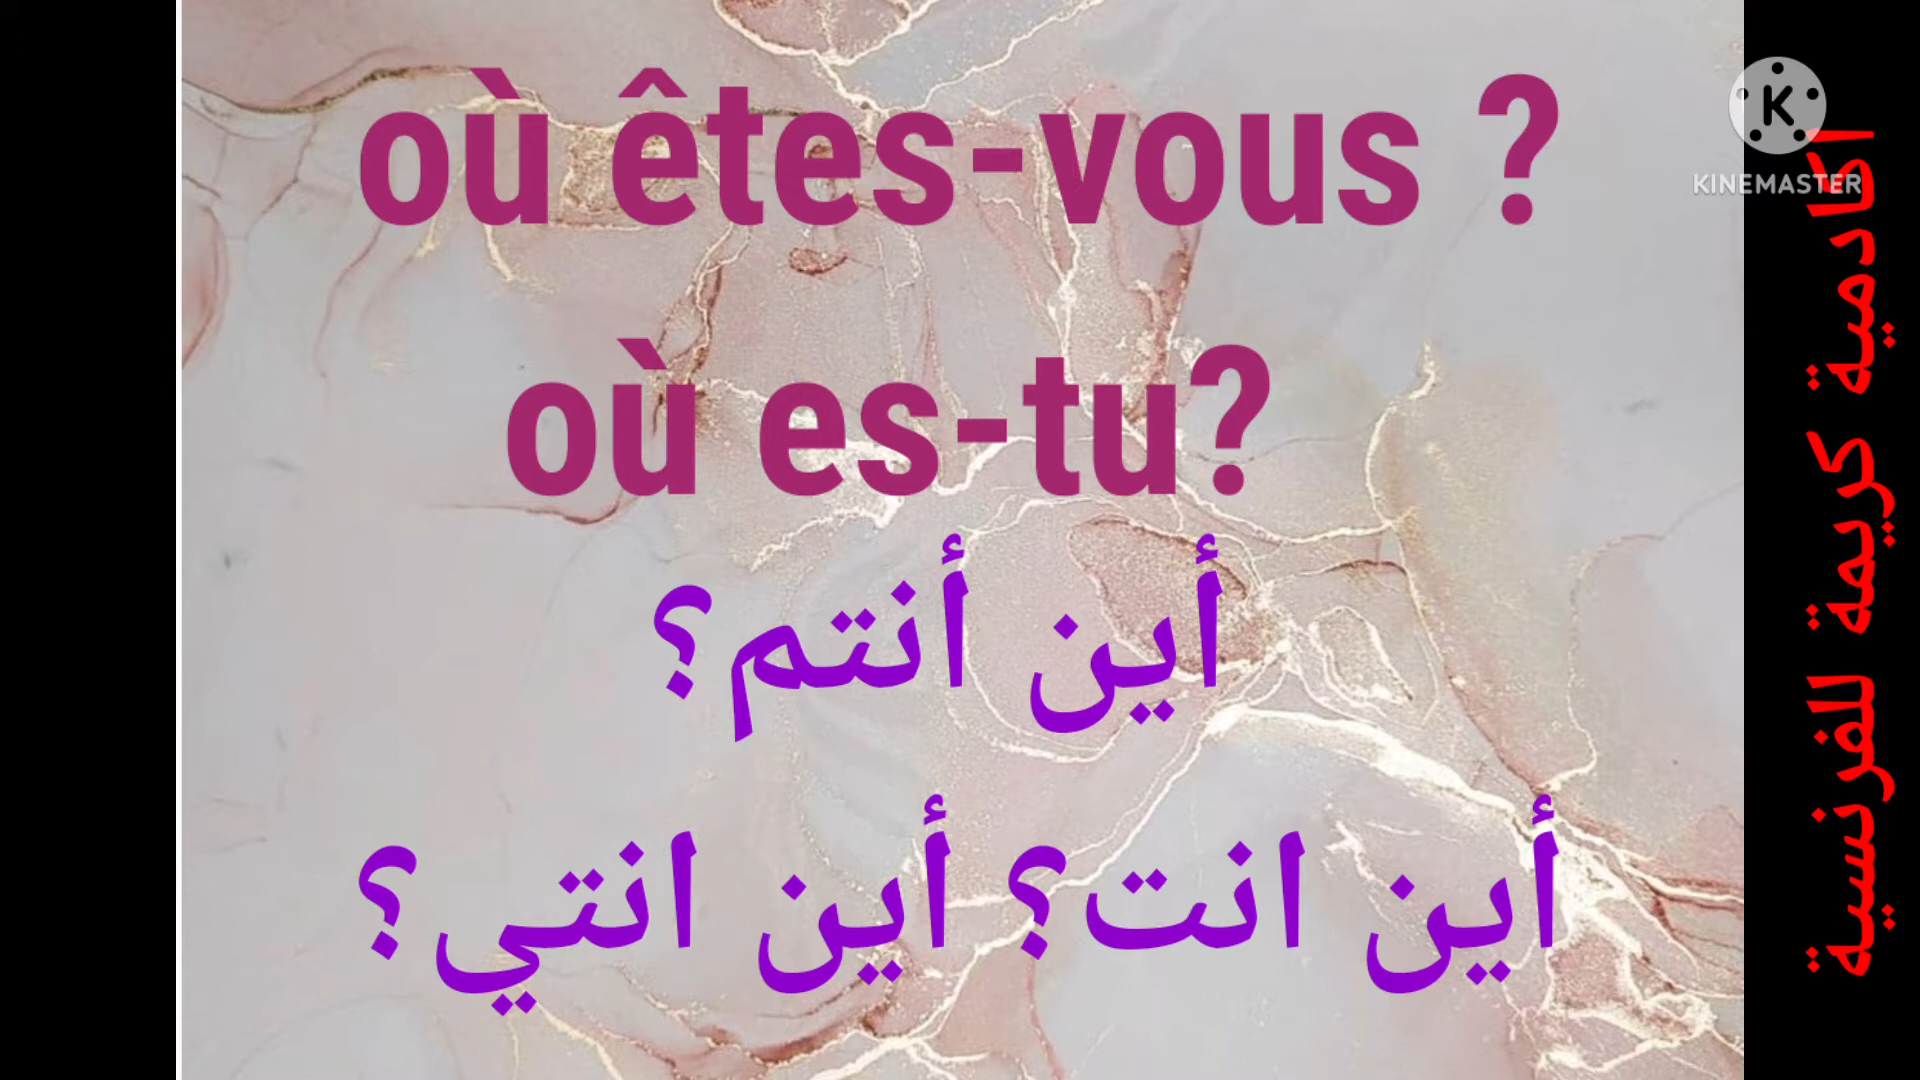 où êtes-vous ?
où es-tu?
أين أنتم؟
أين انت؟ أين انتي؟
KINEMASTER
أكادمية كريمة للفرنسية